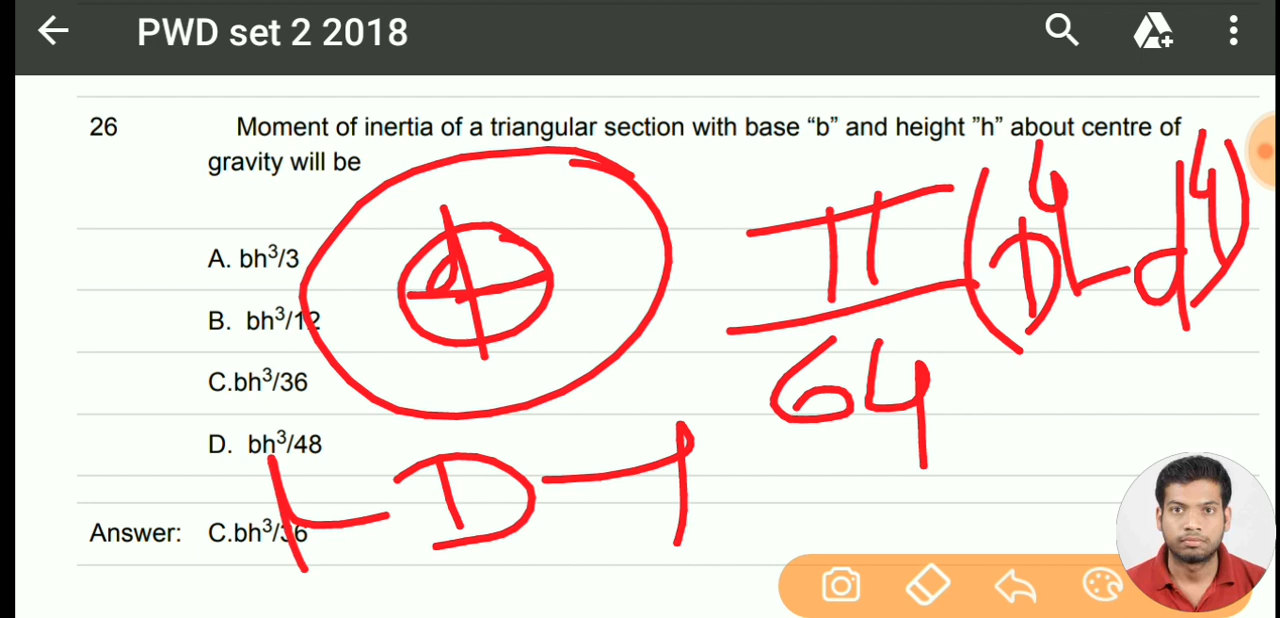 PWD set 2 2018
26 Moment of inertia of a triangular section with base “b” and height ”h” about centre of
gravity will be
A. bh³/3
B. bh³/12
C.bh³/36
D. bh³/48
Answer: C.bh³/36
d
D
π/64 (D⁴-d⁴)